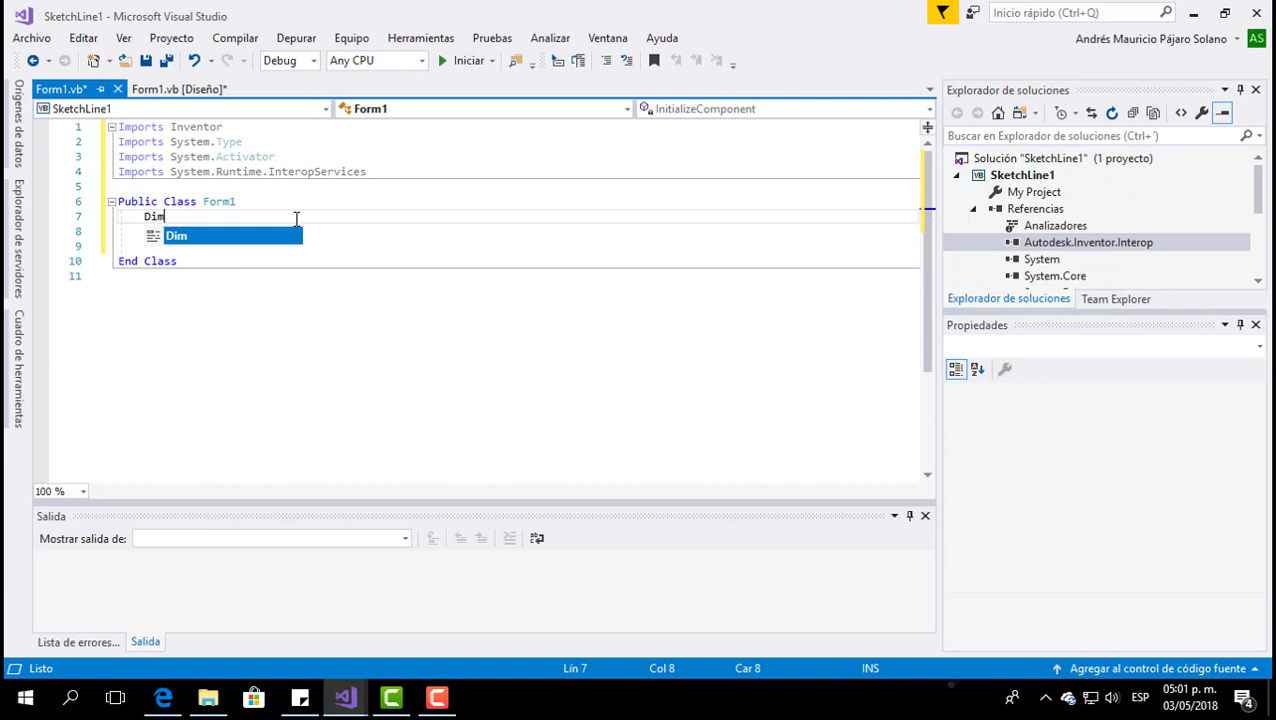 SketchLine1 - Microsoft Visual Studio
Inicio rápido (Ctrl+Q)
Archivo Editar Ver Proyecto Compilar Depurar Equipo Herramientas Pruebas Analizar Ventana Ayuda
Andrés Mauricio Pájaro Solano AS
Debug Any CPU Iniciar
Form1.vb* Form1.vb [Diseño]*
SketchLine1 Form1 InitializeComponent
1 Imports Inventor
2 Imports System.Type
3 Imports System.Activator
4 Imports System.Runtime.InteropServices
5
6 Public Class Form1
7 Dim
8 Dim
9
10 End Class
11
100 %
Orígenes de datos
Explorador de servidores
Cuadro de herramientas
Explorador de soluciones
Buscar en Explorador de soluciones (Ctrl+´)
Solución "SketchLine1" (1 proyecto)
VB SketchLine1
My Project
Referencias
Analizadores
Autodesk.Inventor.Interop
System
System.Core
Explorador de soluciones Team Explorer
Propiedades
Salida
Mostrar salida de:
Lista de errores... Salida
Listo Lín 7 Col 8 Car 8 INS Agregar al control de código fuente
ESP 05:01 p. m.
03/05/2018
4